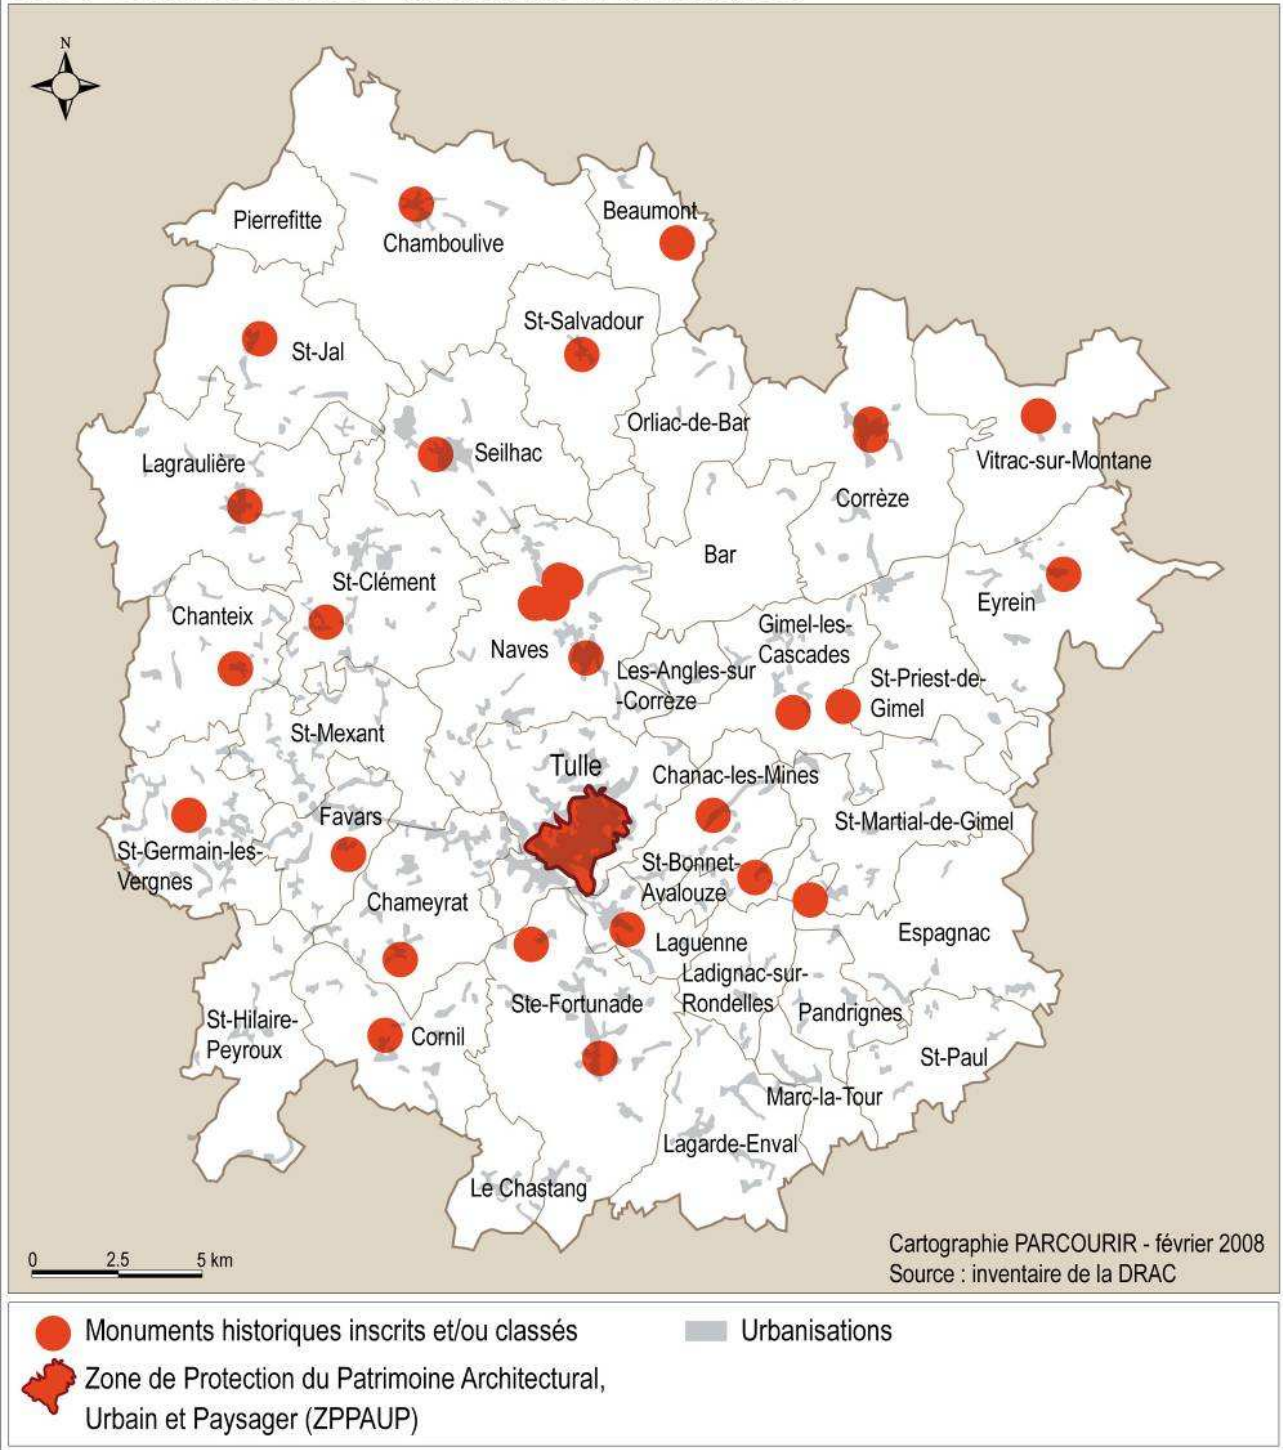 N
Pierrefitte
Chamboulive
Beaumont
St-Salvadour
St-Jal
Orliac-de-Bar
Seilhac
Lagraulière
Vitrac-sur-Montane
Corrèze
Bar
St-Clément
Chanteix
Eyrein
Naves
Gimel-les-
Cascades
Les-Angles-sur
-Corrèze
St-Priest-de-
Gimel
St-Mexant
Tulle
Chanac-les-Mines
Favars
St-Martial-de-Gimel
St-Germain-les-
Vergnes
St-Bonnet-
Avalouze
Chameyrat
Espagnac
Laguenne
Ladignac-sur-
Rondelles
Ste-Fortunade
Pandrignes
St-Hilaire-
Peyroux
Cornil
St-Paul
Marc-la-Tour
Lagarde-Enval
Le Chastang
0 2.5 5 km
Cartographie PARCOURIR - février 2008
Source : inventaire de la DRAC
Monuments historiques inscrits et/ou classés
Urbanisations
Zone de Protection du Patrimoine Architectural,
Urbain et Paysager (ZPPAUP)